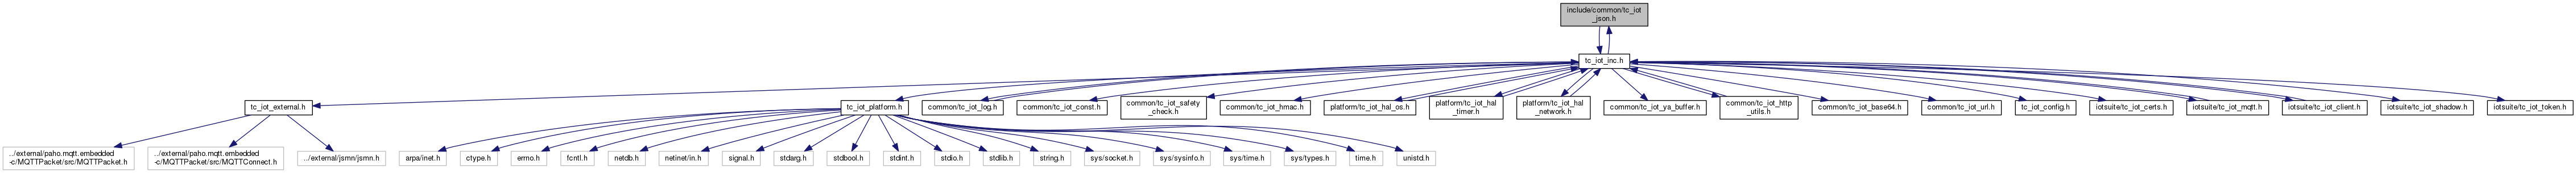 include/common/tc_iot
_json.h
tc_iot_inc.h
tc_iot_external.h
tc_iot_platform.h
common/tc_iot_log.h
common/tc_iot_const.h
common/tc_iot_safety
_check.h
common/tc_iot_hmac.h
platform/tc_iot_hal_os.h
platform/tc_iot_hal
_timer.h
platform/tc_iot_hal
_network.h
common/tc_iot_ya_buffer.h
common/tc_iot_http
_utils.h
common/tc_iot_base64.h
common/tc_iot_url.h
tc_iot_config.h
iotsuite/tc_iot_certs.h
iotsuite/tc_iot_mqtt.h
iotsuite/tc_iot_client.h
iotsuite/tc_iot_shadow.h
iotsuite/tc_iot_token.h
../external/paho.mqtt.embedded
-c/MQTTPacket/src/MQTTPacket.h
../external/paho.mqtt.embedded
-c/MQTTPacket/src/MQTTConnect.h
../external/jsmn/jsmn.h
arpa/inet.h
ctype.h
errno.h
fcntl.h
netdb.h
netinet/in.h
signal.h
stdarg.h
stdbool.h
stdint.h
stdio.h
stdlib.h
string.h
sys/socket.h
sys/sysinfo.h
sys/time.h
sys/types.h
time.h
unistd.h